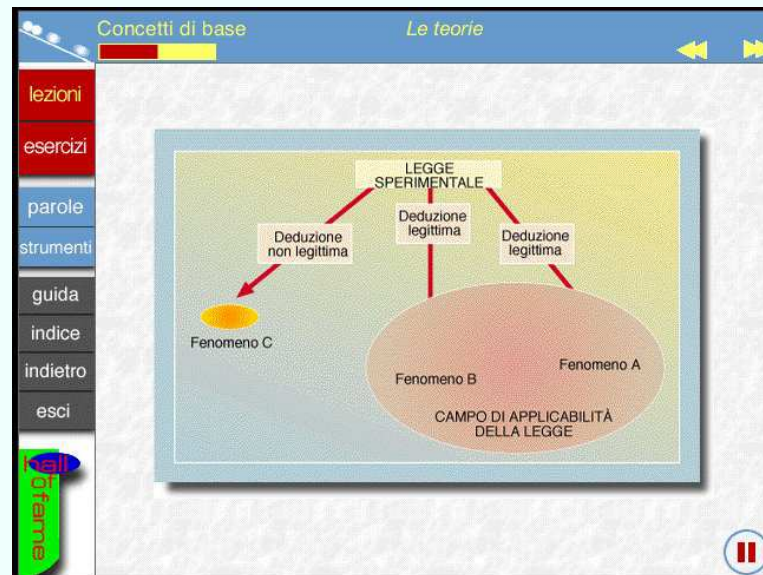 Concetti di base
Le teorie
lezioni
esercizi
parole
strumenti
guida
indice
indietro
esci
hall
of
fame
LEGGE
SPERIMENTALE
Deduzione
non legittima
Deduzione
legittima
Deduzione
legittima
Fenomeno C
Fenomeno B
Fenomeno A
CAMPO DI APPLICABILITÀ
DELLA LEGGE